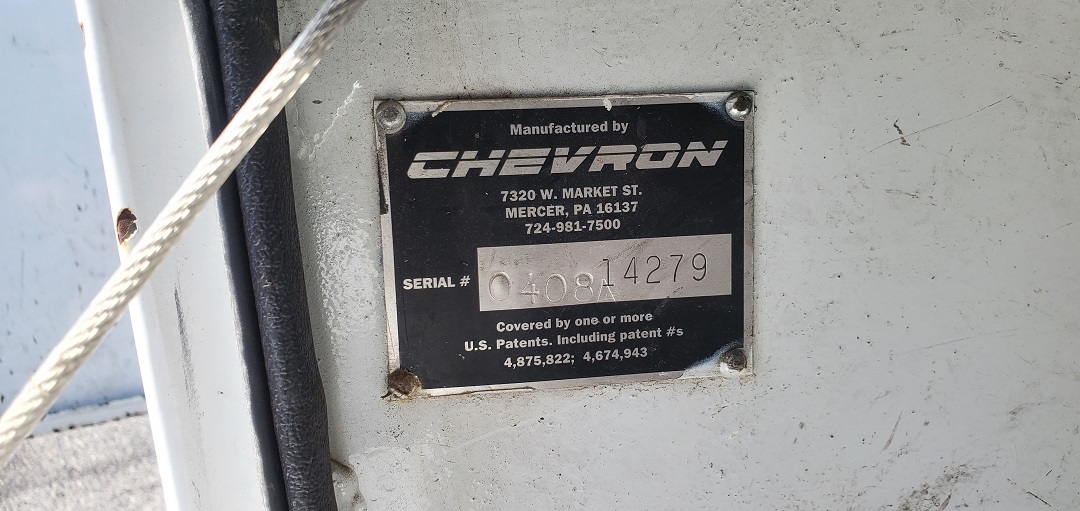 Manufactured by
CHEVRON
7320 W. MARKET ST.
MERCER, PA 16137
724-981-7500
SERIAL # 0408A14279
Covered by one or more
U.S. Patents. Including patent #s
4,875,822; 4,674,943